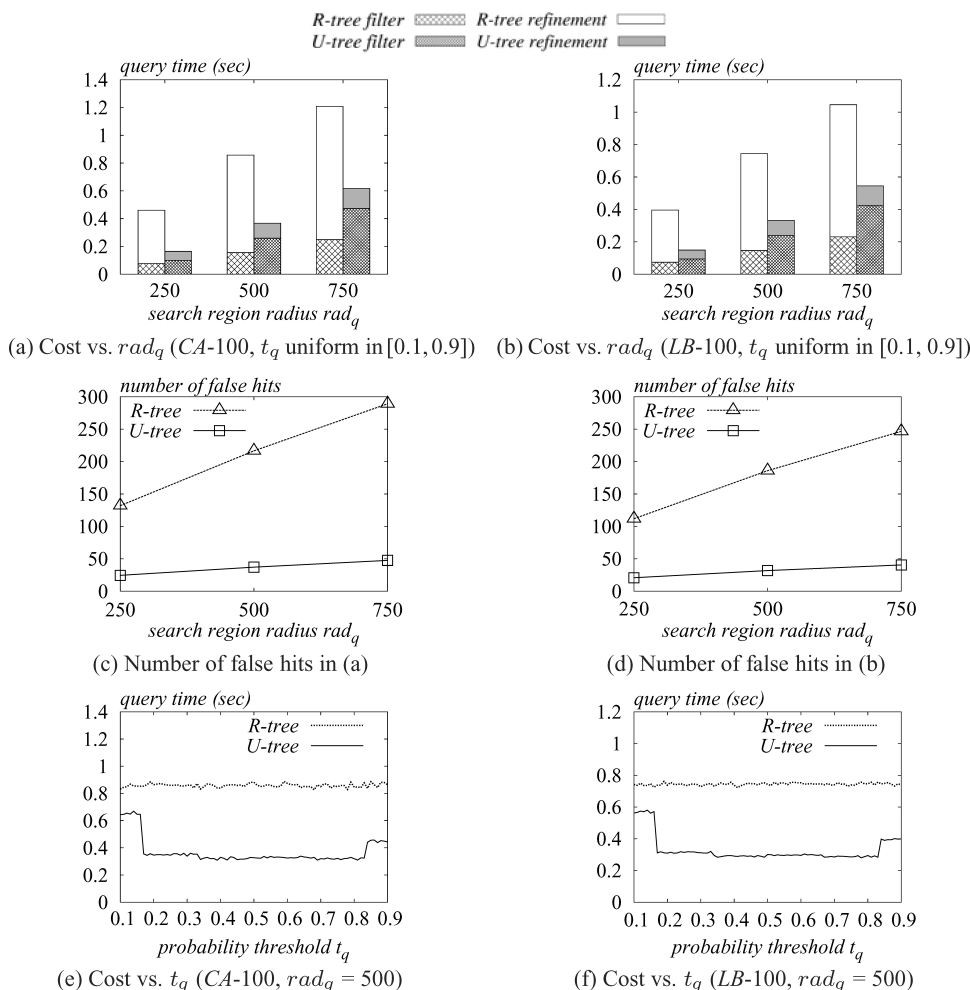 R-tree filter R-tree refinement
U-tree filter U-tree refinement
query time (sec)
1.4
1.2
1
0.8
0.6
0.4
0.2
0
250 500 750
search region radius rad_q
(a) Cost vs. rad_q (CA-100, t_q uniform in [0.1, 0.9])
query time (sec)
1.2
1
0.8
0.6
0.4
0.2
0
250 500 750
search region radius rad_q
(b) Cost vs. rad_q (LB-100, t_q uniform in [0.1, 0.9])
number of false hits
300
250
200
150
100
50
0
R-tree
U-tree
250 500 750
search region radius rad_q
(c) Number of false hits in (a)
number of false hits
300
250
200
150
100
50
0
R-tree
U-tree
250 500 750
search region radius rad_q
(d) Number of false hits in (b)
query time (sec)
1.4
1.2
1
0.8
0.6
0.4
0.2
0
R-tree
U-tree
0.1 0.2 0.3 0.4 0.5 0.6 0.7 0.8 0.9
probability threshold t_q
(e) Cost vs. t_q (CA-100, rad_q = 500)
query time (sec)
1.2
1
0.8
0.6
0.4
0.2
0
R-tree
U-tree
0.1 0.2 0.3 0.4 0.5 0.6 0.7 0.8 0.9
probability threshold t_q
(f) Cost vs. t_q (LB-100, rad_q = 500)